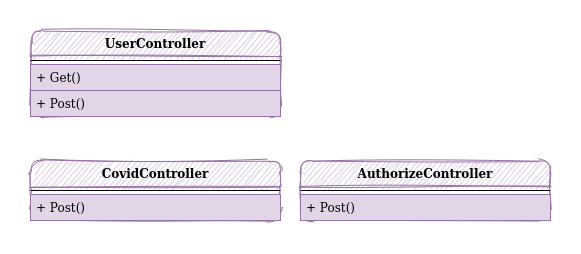 UserController
+ Get()
+ Post()
CovidController
+ Post()
AuthorizeController
+ Post()